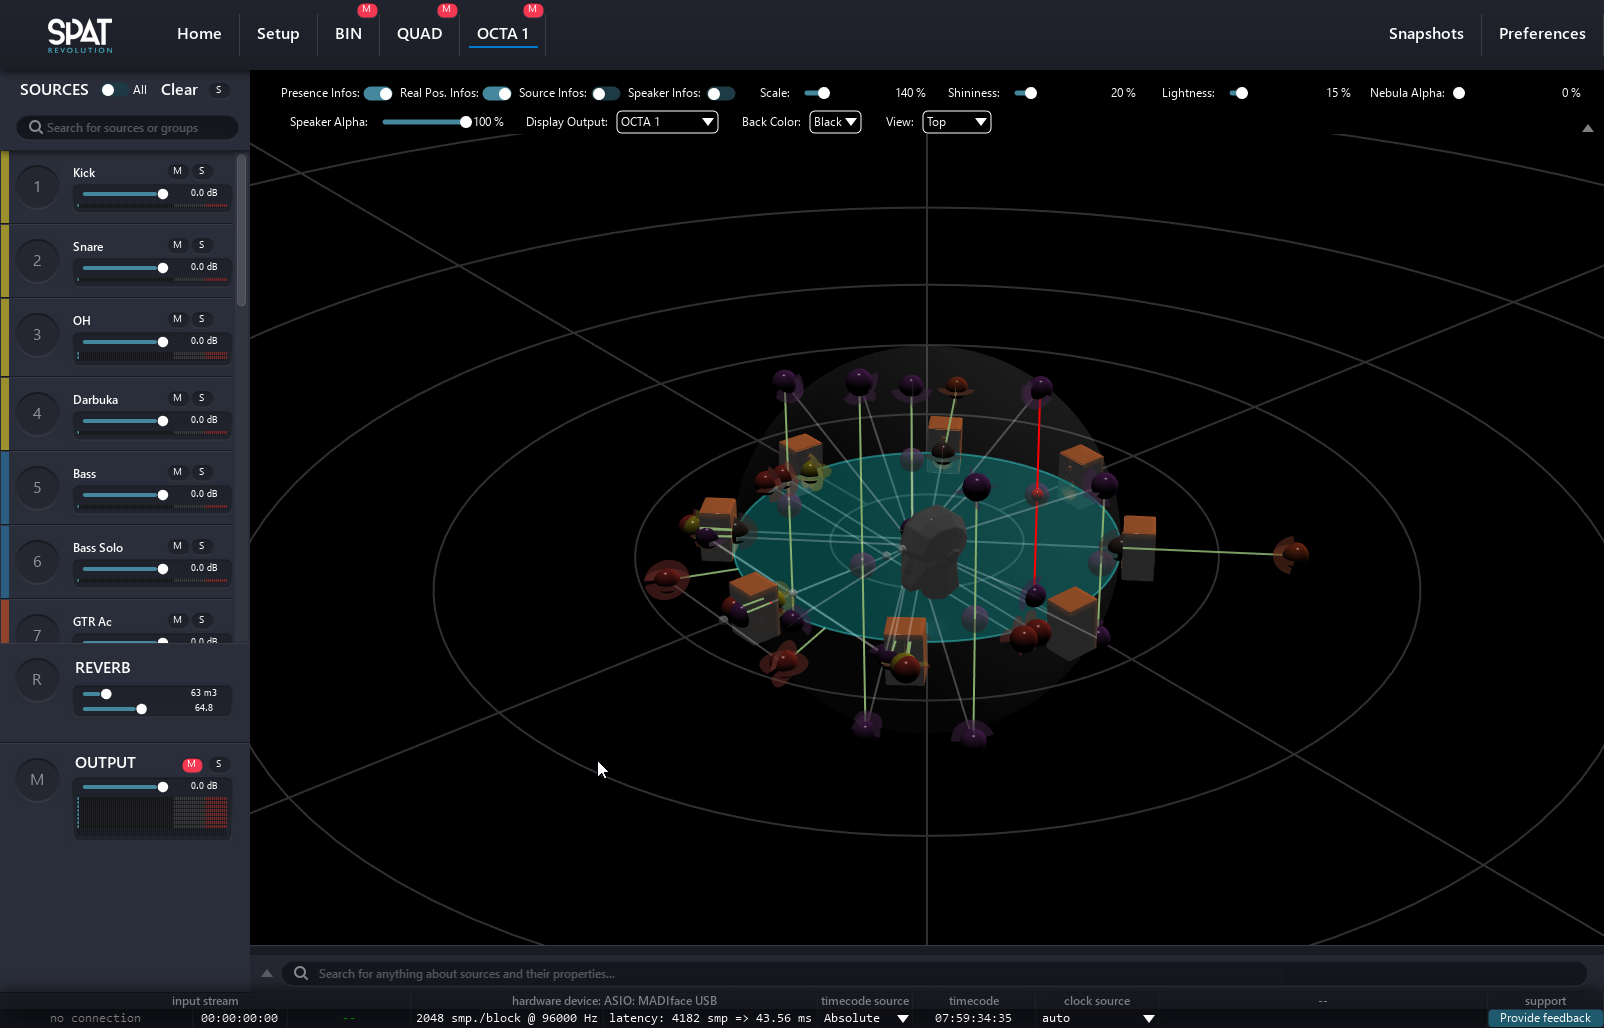 SPAT
REVOLUTION
Home
Setup
BIN
M
QUAD
M
OCTA 1
M
Snapshots
Preferences
SOURCES
All
Clear
S
Search for sources or groups
1
Kick
M
S
0.0 dB
2
Snare
M
S
0.0 dB
3
OH
M
S
0.0 dB
4
Darbuka
M
S
0.0 dB
5
Bass
M
S
0.0 dB
6
Bass Solo
M
S
0.0 dB
7
GTR Ac
M
S
0.0 dB
R
REVERB
63 m3
64.8
M
OUTPUT
M
S
0.0 dB
Presence Infos:
Real Pos. Infos:
Source Infos:
Speaker Infos:
Scale:
140 %
Shininess:
20 %
Lightness:
15 %
Nebula Alpha:
0 %
Speaker Alpha:
100 %
Display Output:
OCTA 1
Back Color:
Black
View:
Top
Search for anything about sources and their properties...
input stream
no connection
00:00:00:00
--
hardware device: ASIO: MADIface USB
2048 smp./block @ 96000 Hz
latency: 4182 smp => 43.56 ms
timecode source
Absolute
timecode
07:59:34:35
clock source
auto
--
support
Provide feedback